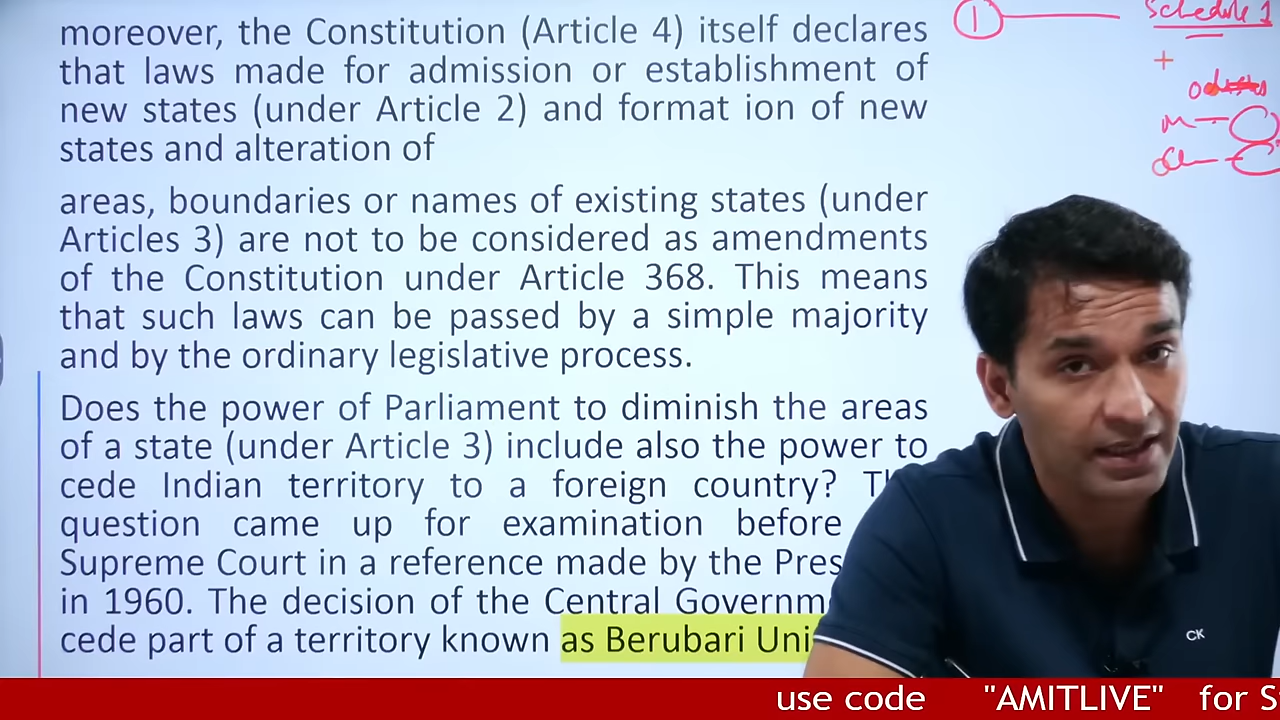 moreover, the Constitution (Article 4) itself declares
that laws made for admission or establishment of
new states (under Article 2) and format ion of new
states and alteration of
areas, boundaries or names of existing states (under
Articles 3) are not to be considered as amendments
of the Constitution under Article 368. This means
that such laws can be passed by a simple majority
and by the ordinary legislative process.
Does the power of Parliament to diminish the areas
of a state (under Article 3) include also the power to
cede Indian territory to a foreign country?
question came up for examination before
Supreme Court in a reference made by the Pres
in 1960. The decision of the Central Governm
cede part of a territory known as Berubari Uni
1
Schedule 1
+
CK
use code "AMITLIVE" for S